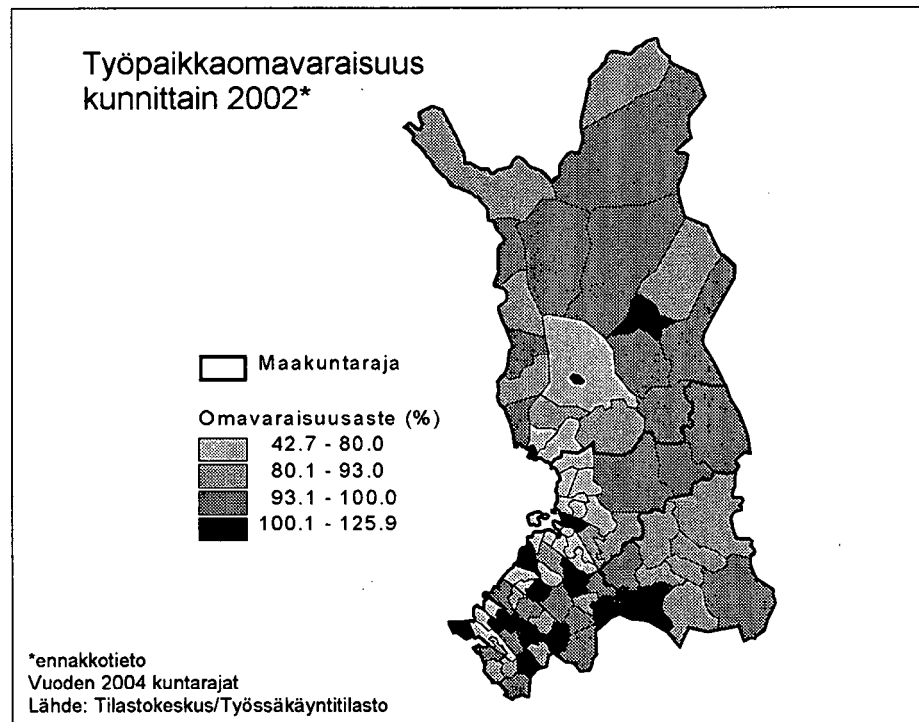 Työpaikkaomavaraisuus
kunnittain 2002*
Maakuntaraja
Omavaraisuusaste (%)
42.7 - 80.0
80.1 - 93.0
93.1 - 100.0
100.1 - 125.9
*ennakkotieto
Vuoden 2004 kuntarajat
Lähde: Tilastokeskus/Työssäkäyntitilasto